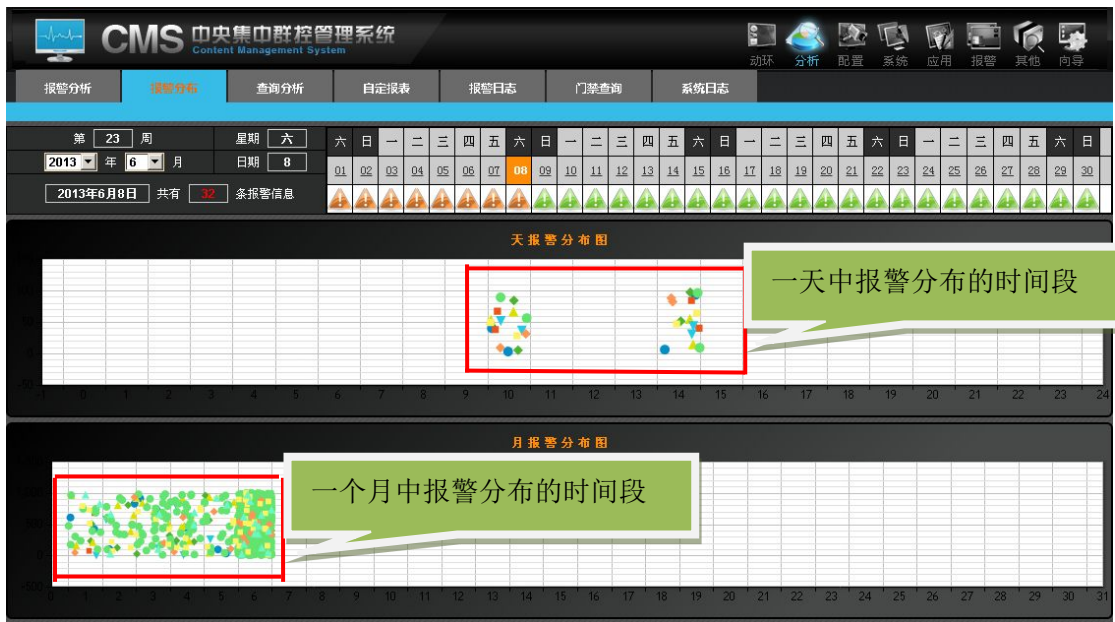 CMS 中央集中群控管理系统
Content Management System
动环 分析 配置 系统 应用 报警 其他 向导
报警分析 报警分布 查询分析 自定报表 报警日志 门禁查询 系统日志
第 23 周 星期 六
六 日 一 二 三 四 五 六 日 一 二 三 四 五 六 日 一 二 三 四 五 六 日 一 二 三 四 五 六 日
2013 年 6 月 日期 8
01 02 03 04 05 06 07 08 09 10 11 12 13 14 15 16 17 18 19 20 21 22 23 24 25 26 27 28 29 30
2013年6月8日 共有 32 条报警信息
天报警分布图
一天中报警分布的时间段
50
0
-50
-1 0 1 2 3 4 5 6 7 8 9 10 11 12 13 14 15 16 17 18 19 20 21 22 23 24
月报警分布图
一个月中报警分布的时间段
0
-500
0 1 2 3 4 5 6 7 8 9 10 11 12 13 14 15 16 17 18 19 20 21 22 23 24 25 26 27 28 29 30 31